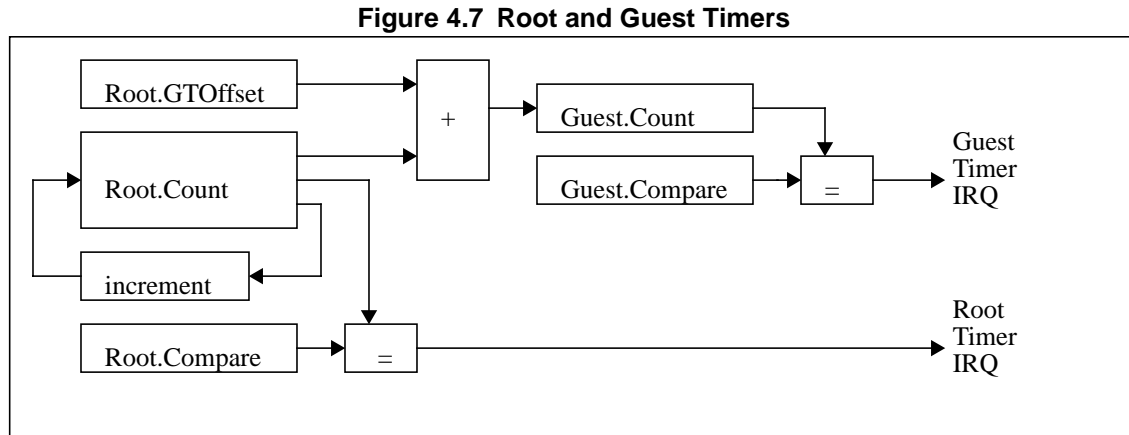 Figure 4.7 Root and Guest Timers
Root.GTOffset
+
Guest.Count
Guest
Timer
IRQ
Root.Count
Guest.Compare
=
increment
Root
Timer
IRQ
Root.Compare
=